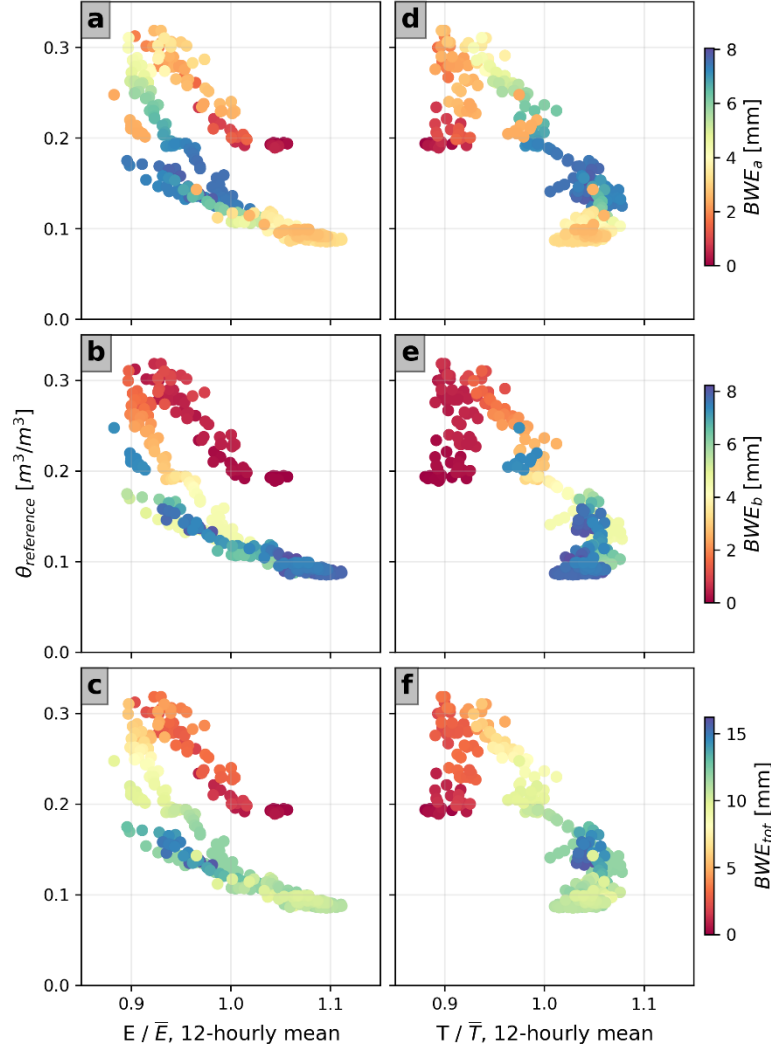 a
d
0.3
0.2
0.1
0.0
8
6
4
2
0
BWE_a [mm]
b
e
0.3
0.2
0.1
0.0
θ_reference [m³/m³]
8
6
4
2
0
BWE_b [mm]
c
f
0.3
0.2
0.1
0.0
15
10
5
0
BWE_tot [mm]
0.9 1.0 1.1
0.9 1.0 1.1
E / E̅, 12-hourly mean
T / T̅, 12-hourly mean